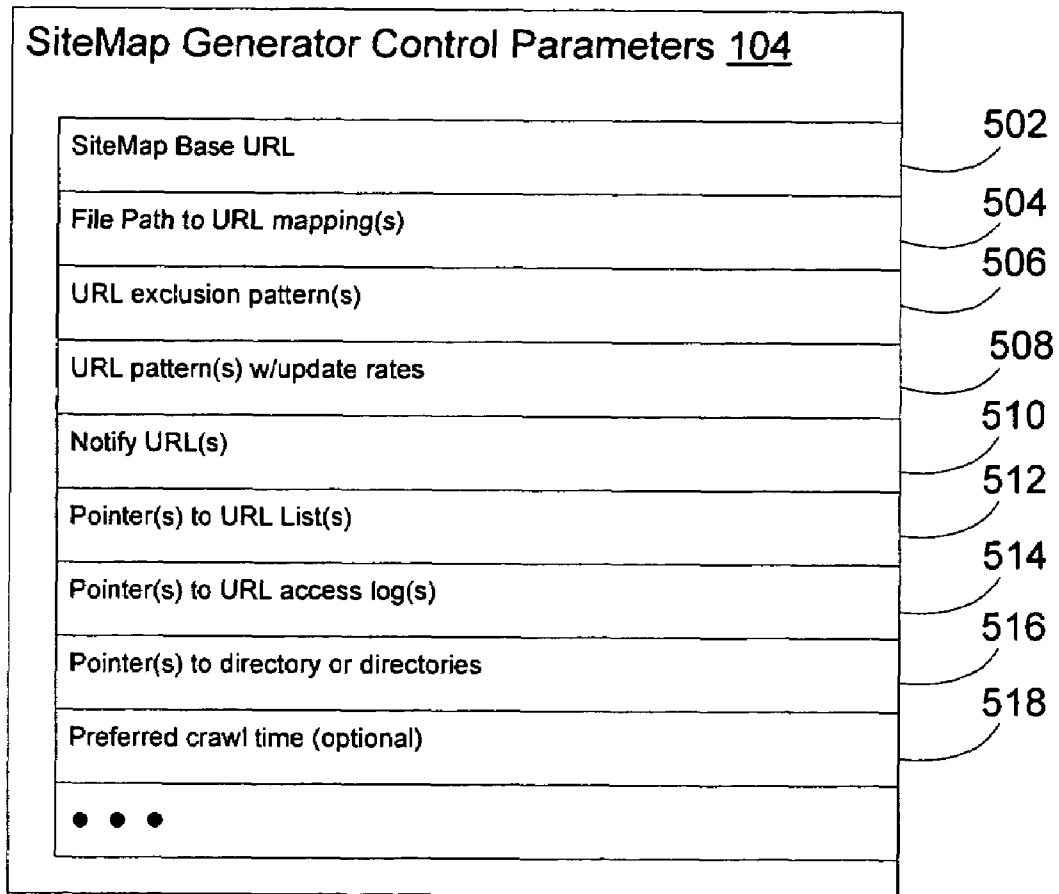 SiteMap Generator Control Parameters 104
SiteMap Base URL
502
File Path to URL mapping(s)
504
URL exclusion pattern(s)
506
URL pattern(s) w/update rates
508
Notify URL(s)
510
Pointer(s) to URL List(s)
512
Pointer(s) to URL access log(s)
514
Pointer(s) to directory or directories
516
Preferred crawl time (optional)
518
• • •